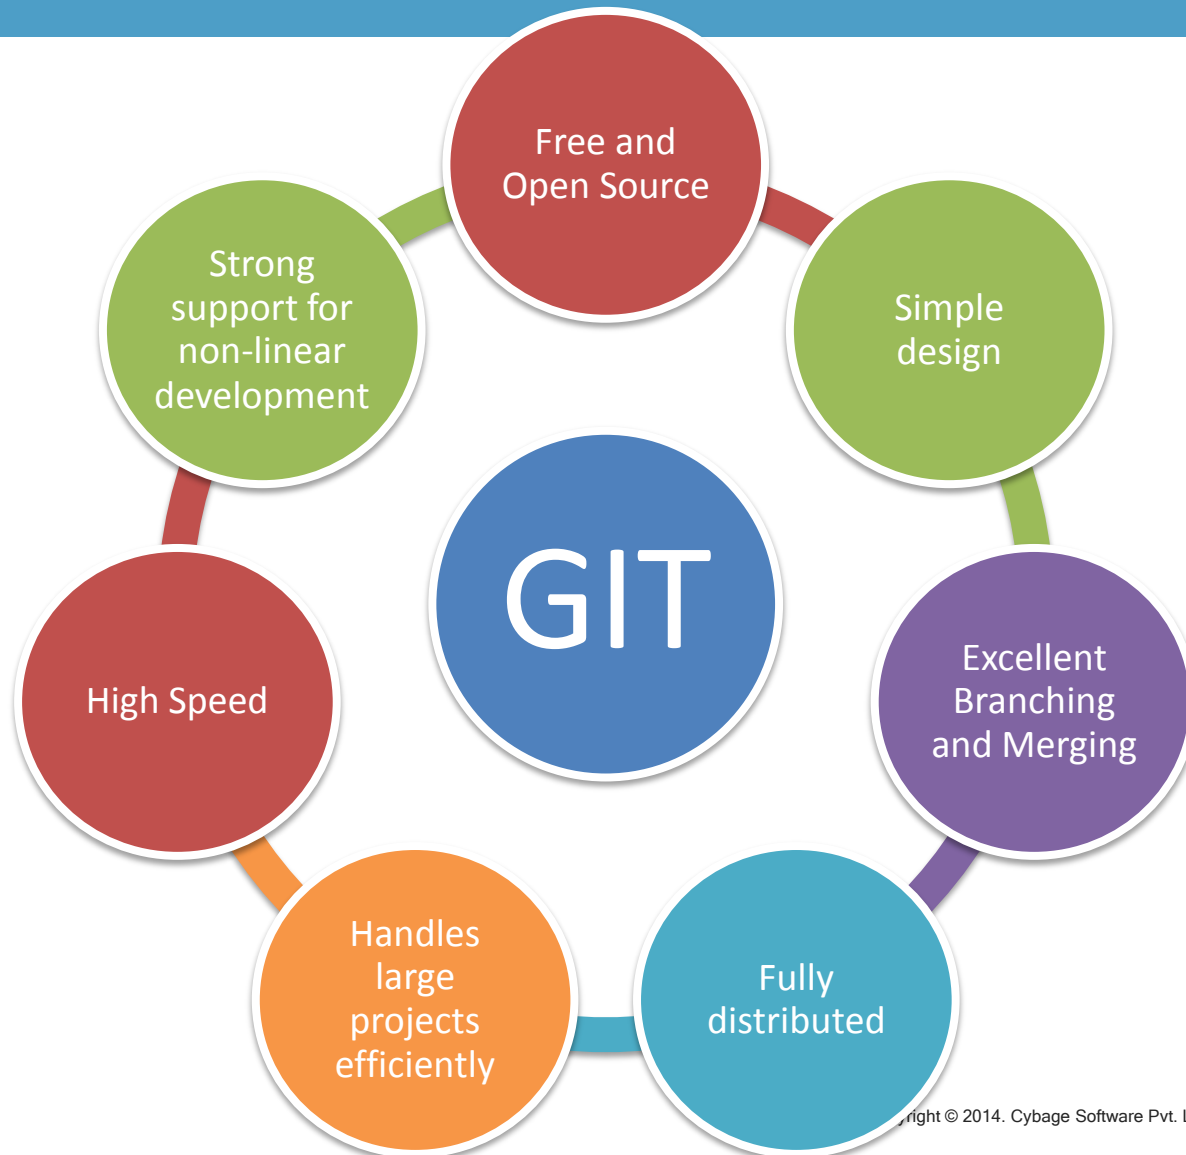 Free and
Open Source
Simple
design
Excellent
Branching
and Merging
Fully
distributed
Handles
large
projects
efficiently
High Speed
Strong
support for
non-linear
development
GIT
© 2014. Cybage Software Pvt.